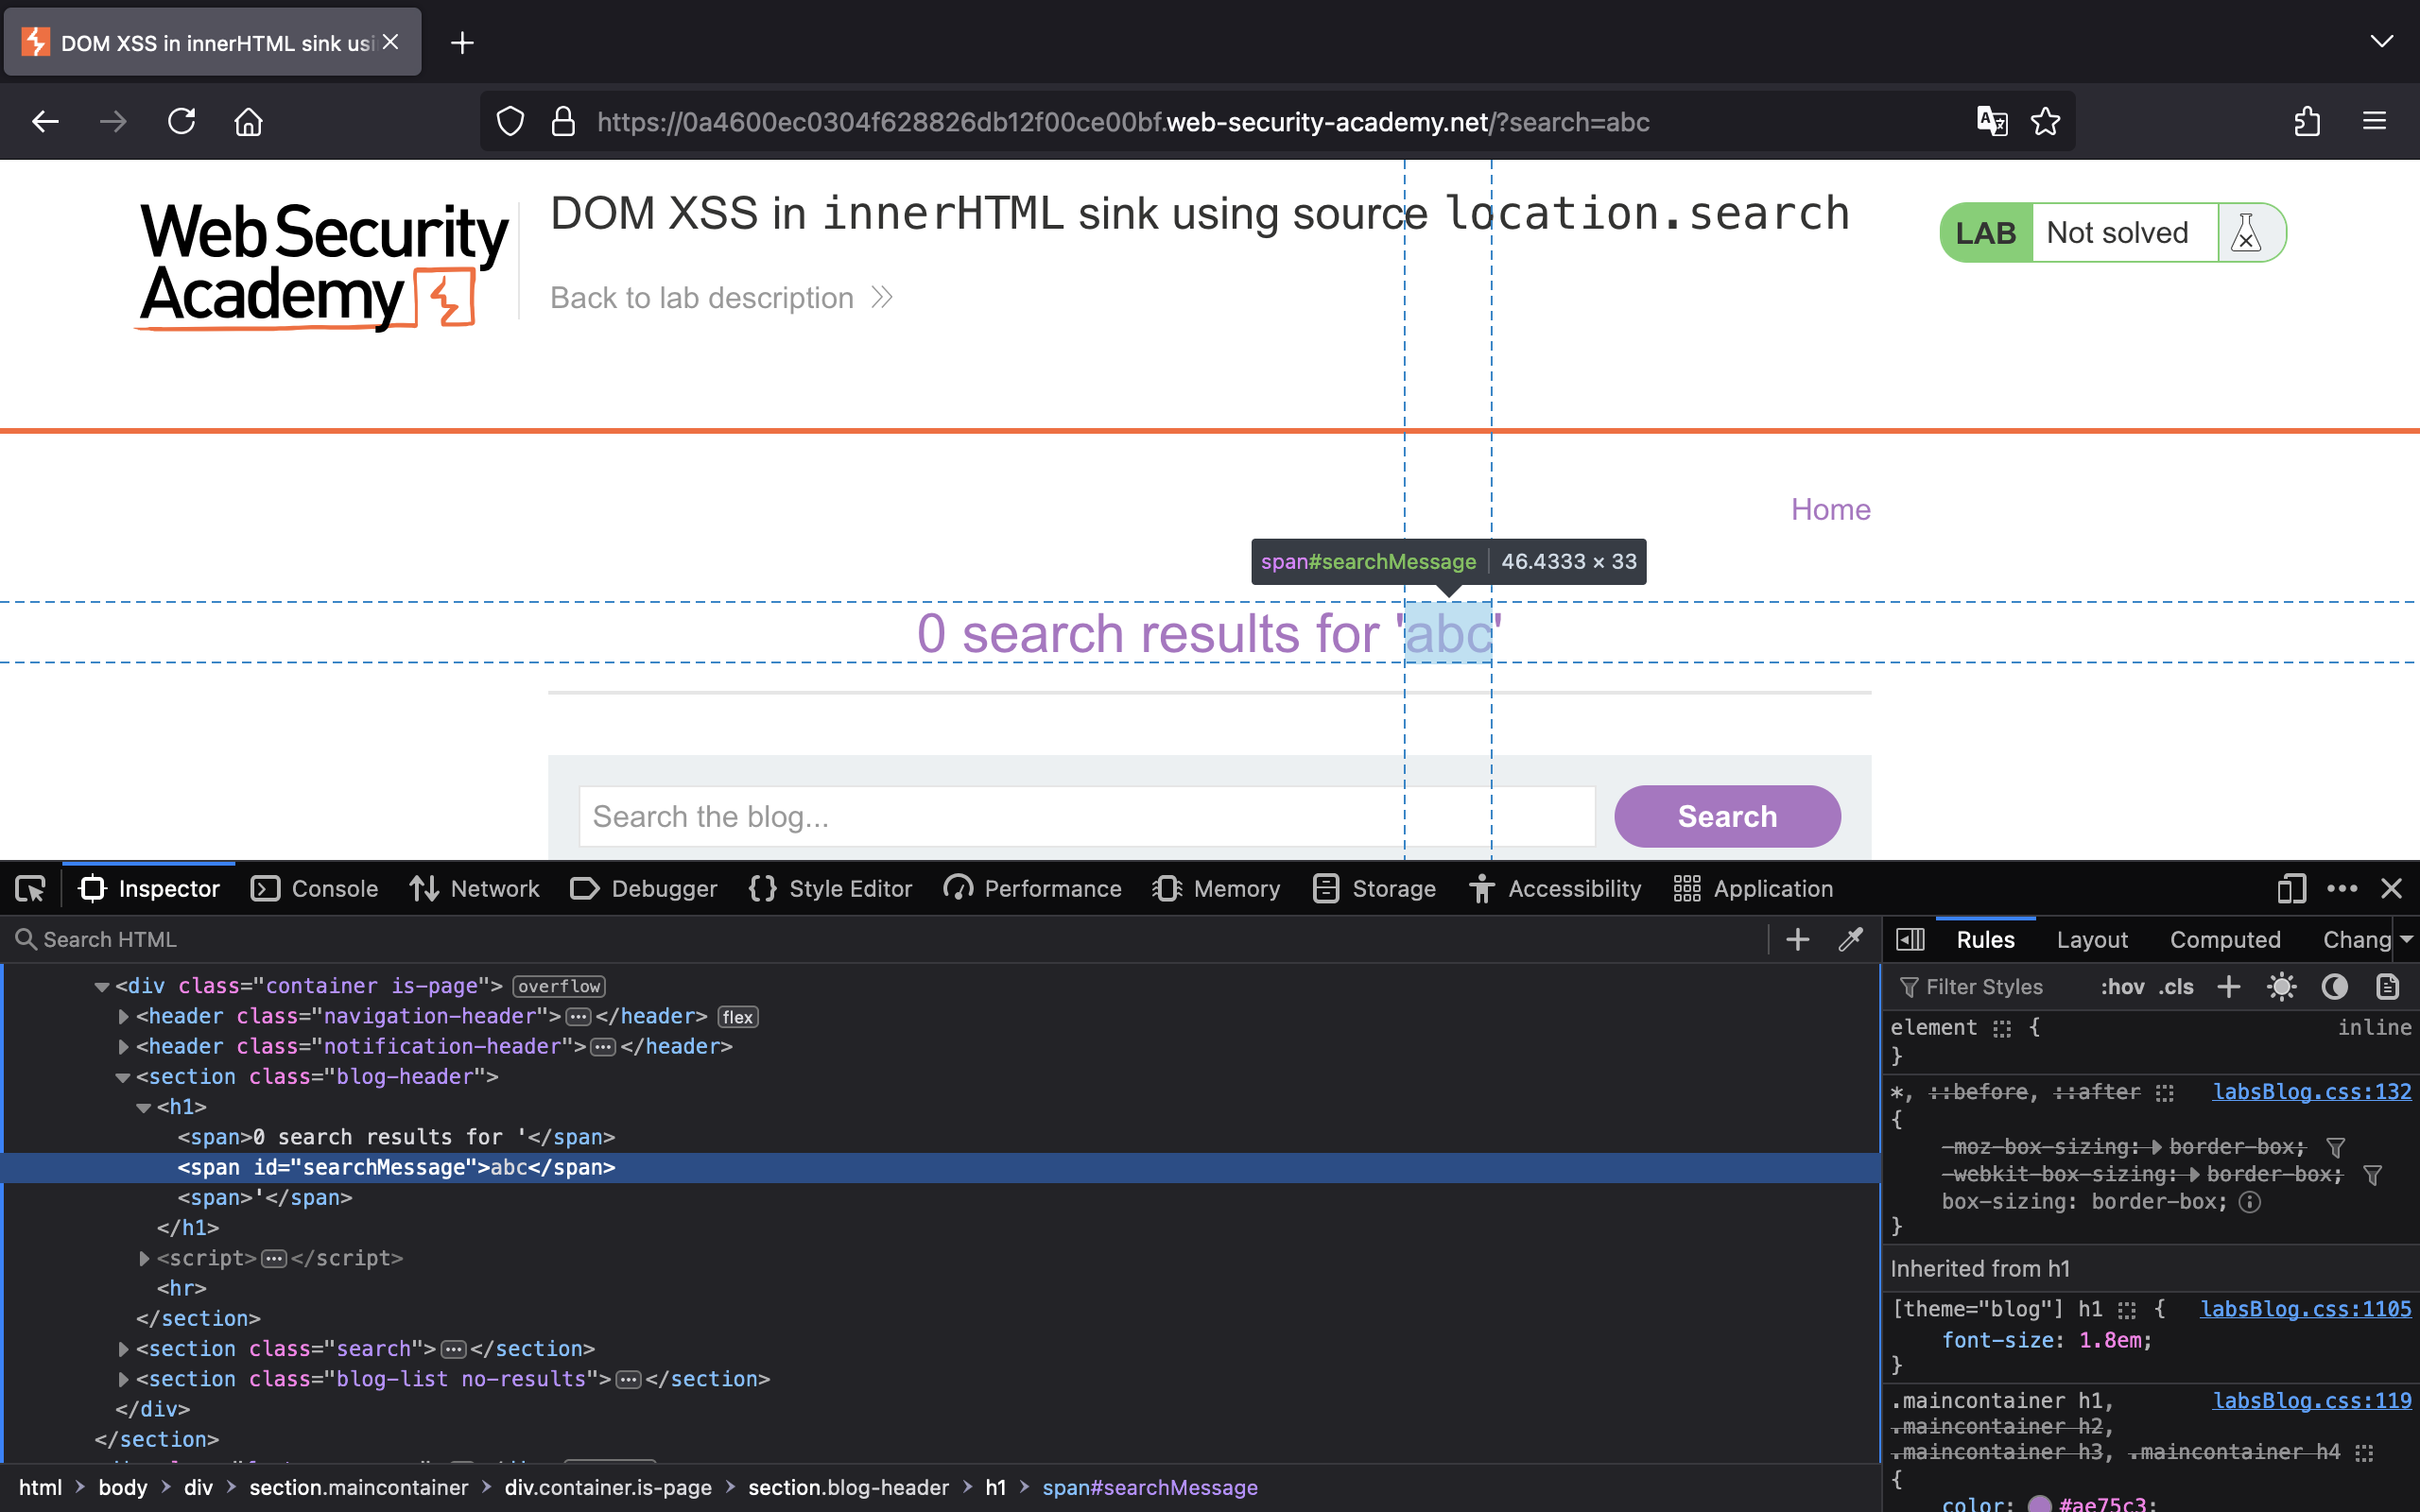 DOM XSS in innerHTML sink usi
https://0a4600ec0304f628826db12f00ce00bf.web-security-academy.net/?search=abc
Web Security
Academy
DOM XSS in innerHTML sink using source location.search
Back to lab description
LAB Not solved
Home
span#searchMessage 46.4333 × 33
0 search results for 'abc'
Search the blog... Search
Inspector Console Network Debugger Style Editor Performance Memory Storage Accessibility Application
Search HTML
Rules Layout Computed Chang
<div class="container is-page"> overflow
<header class="navigation-header">…</header> flex
<header class="notification-header">…</header>
<section class="blog-header">
<h1>
<span>0 search results for '</span>
<span id="searchMessage">abc</span>
<span>'</span>
</h1>
<script>…</script>
<hr>
</section>
<section class="search">…</section>
<section class="blog-list no-results">…</section>
</div>
</section>
html body div section.maincontainer div.container.is-page section.blog-header h1 span#searchMessage
Filter Styles :hov .cls
element { inline
}
*, ::before, ::after labsBlog.css:132
{
-moz-box-sizing: border-box;
-webkit-box-sizing: border-box;
box-sizing: border-box;
}
Inherited from h1
[theme="blog"] h1 { labsBlog.css:1105
font-size: 1.8em;
}
.maincontainer h1, labsBlog.css:119
.maincontainer h2,
.maincontainer h3, .maincontainer h4
{
color: #ae75c3;